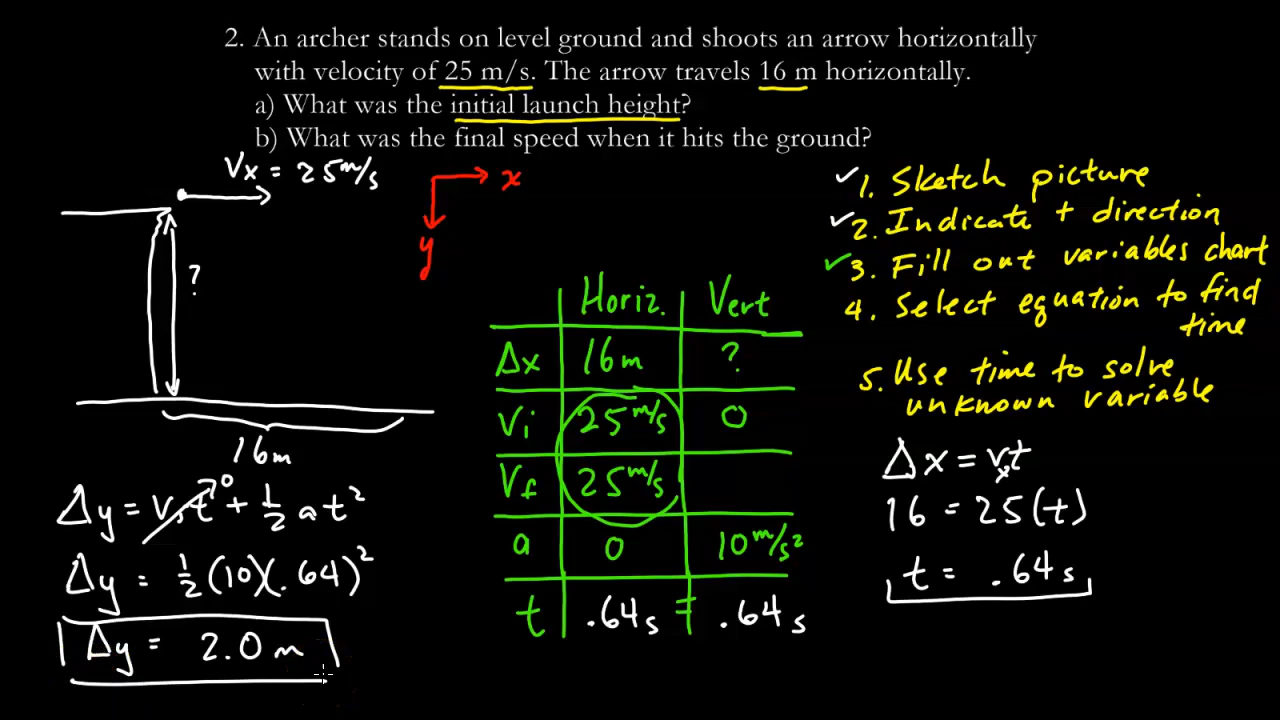 2. An archer stands on level ground and shoots an arrow horizontally
with velocity of 25 m/s. The arrow travels 16 m horizontally.
a) What was the initial launch height?
b) What was the final speed when it hits the ground?
Vx = 25 m/s
x
y
?
16m
Δy = v₁t + ½ at² 0
Δy = ½(10)(.64)²
Δy = 2.0 m
Horiz. Vert
Δx 16m ?
Vi 25 m/s 0
Vf 25 m/s
a 0 10 m/s²
t .64s = .64s
✓1. Sketch picture
✓2. Indicate + direction
✓3. Fill out variables chart
4. Select equation to find
time
5. Use time to solve
unknown variable
Δx = vₓt
16 = 25(t)
t = .64s